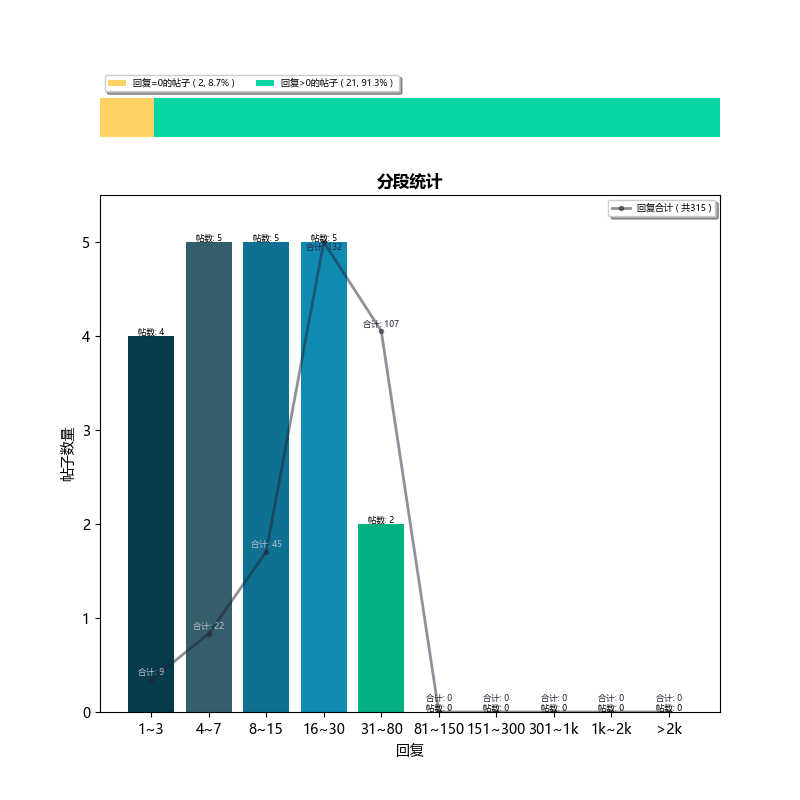 回复=0的帖子 ( 2, 8.7% ) 回复>0的帖子 ( 21, 91.3% )
分段统计
回复合计 ( 共315 )
帖子数量
5
4
3
2
1
0
帖数: 4
帖数: 5
帖数: 5
帖数: 5
帖数: 2
帖数: 0
帖数: 0
帖数: 0
帖数: 0
帖数: 0
合计: 9
合计: 22
合计: 45
合计: 132
合计: 107
合计: 0
合计: 0
合计: 0
合计: 0
合计: 0
1~3 4~7 8~15 16~30 31~80 81~150 151~300 301~1k 1k~2k >2k
回复